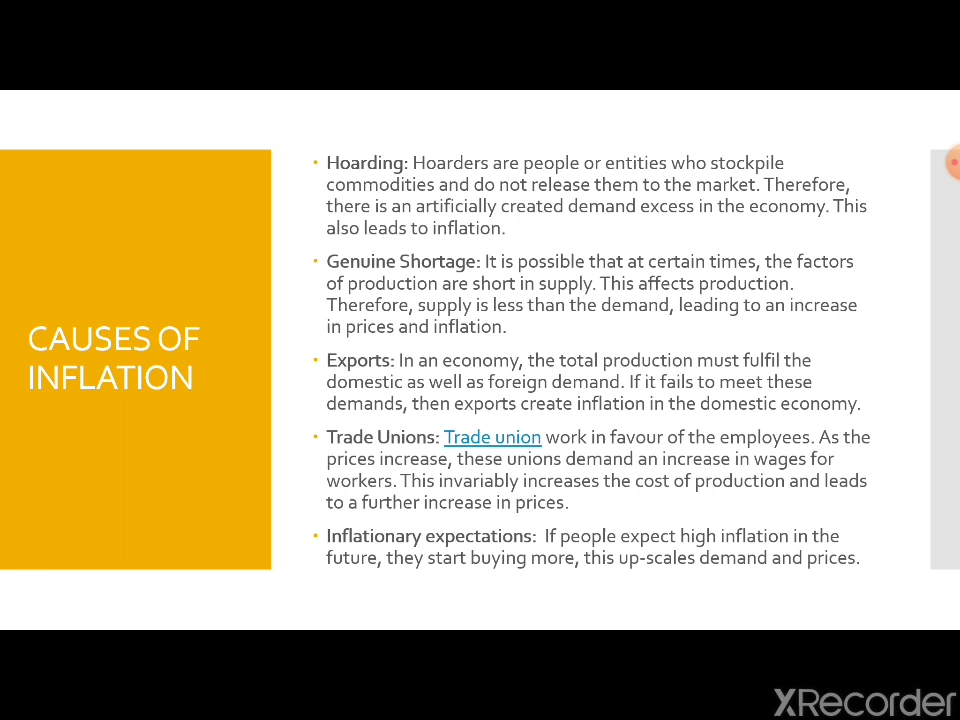 CAUSES OF
INFLATION
• Hoarding: Hoarders are people or entities who stockpile
commodities and do not release them to the market. Therefore,
there is an artificially created demand excess in the economy. This
also leads to inflation.
• Genuine Shortage: It is possible that at certain times, the factors
of production are short in supply. This affects production.
Therefore, supply is less than the demand, leading to an increase
in prices and inflation.
• Exports: In an economy, the total production must fulfil the
domestic as well as foreign demand. If it fails to meet these
demands, then exports create inflation in the domestic economy.
• Trade Unions: Trade union work in favour of the employees. As the
prices increase, these unions demand an increase in wages for
workers. This invariably increases the cost of production and leads
to a further increase in prices.
• Inflationary expectations: If people expect high inflation in the
future, they start buying more, this up-scales demand and prices.
XRecorder